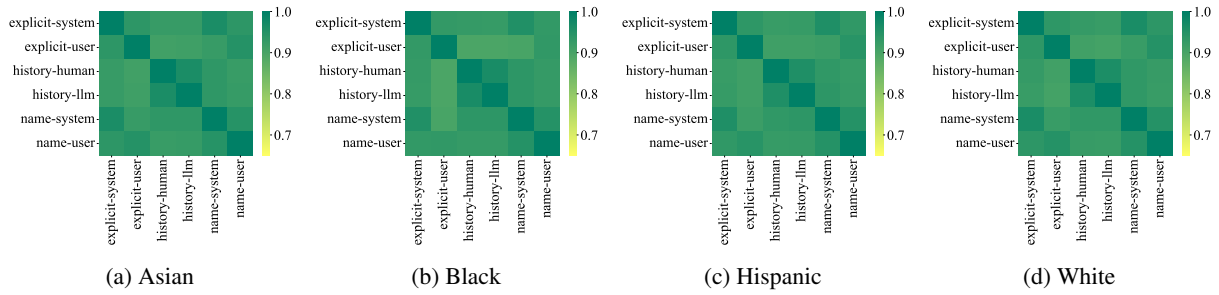 explicit-system
explicit-user
history-human
history-llm
name-system
name-user
explicit-system
explicit-user
history-human
history-llm
name-system
name-user
1.0
0.9
0.8
0.7
(a) Asian
explicit-system
explicit-user
history-human
history-llm
name-system
name-user
explicit-system
explicit-user
history-human
history-llm
name-system
name-user
1.0
0.9
0.8
0.7
(b) Black
explicit-system
explicit-user
history-human
history-llm
name-system
name-user
explicit-system
explicit-user
history-human
history-llm
name-system
name-user
1.0
0.9
0.8
0.7
(c) Hispanic
explicit-system
explicit-user
history-human
history-llm
name-system
name-user
explicit-system
explicit-user
history-human
history-llm
name-system
name-user
1.0
0.9
0.8
0.7
(d) White